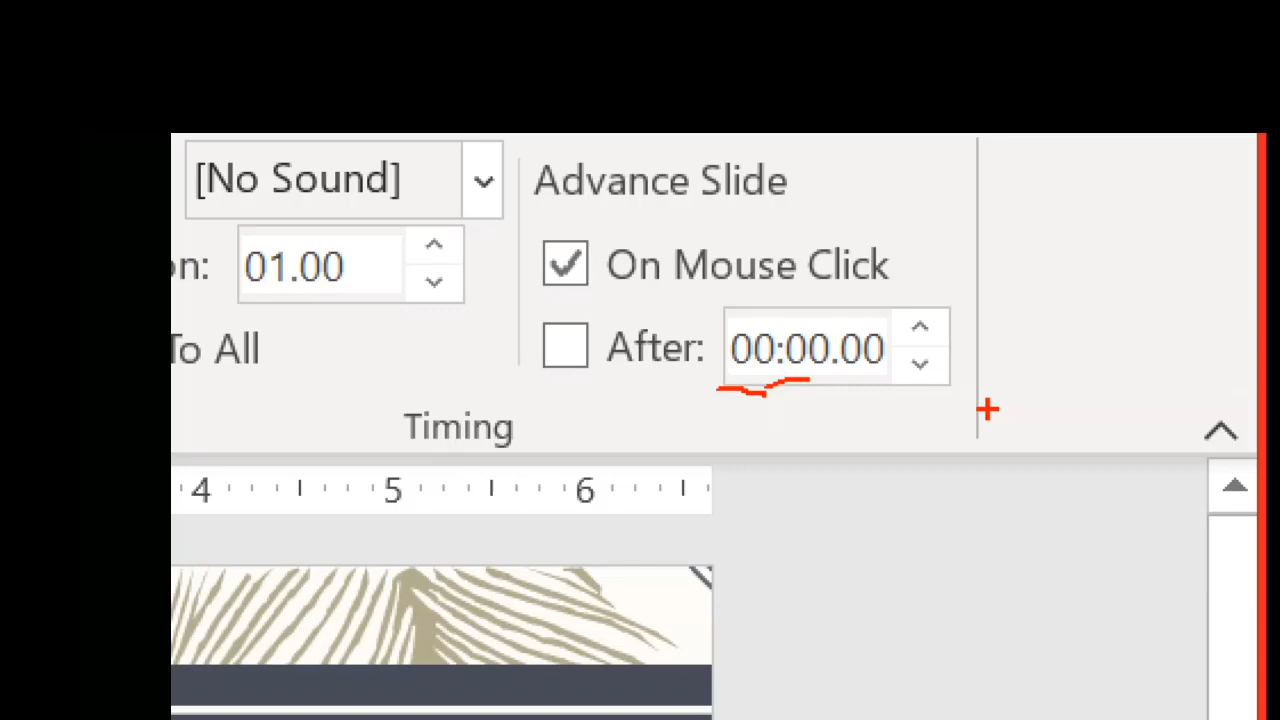 [No Sound]
Advance Slide
on: 01.00
On Mouse Click
To All
After: 00:00.00
Timing
4 5 6